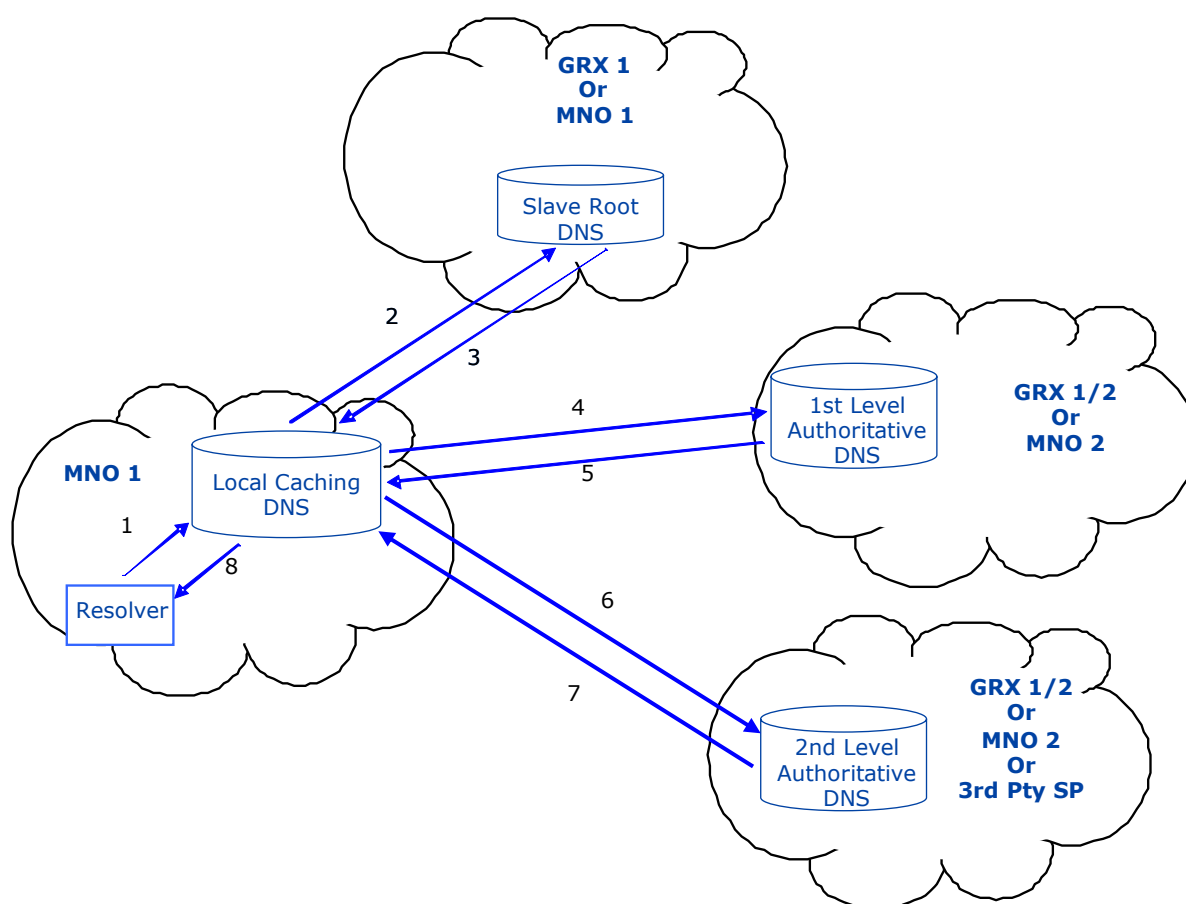 GRX 1
Or
MNO 1
Slave Root
DNS
2
3
4
1st Level
Authoritative
DNS
GRX 1/2
Or
MNO 2
5
MNO 1
Local Caching
DNS
1
8
Resolver
6
7
2nd Level
Authoritative
DNS
GRX 1/2
Or
MNO 2
Or
3rd Pty SP